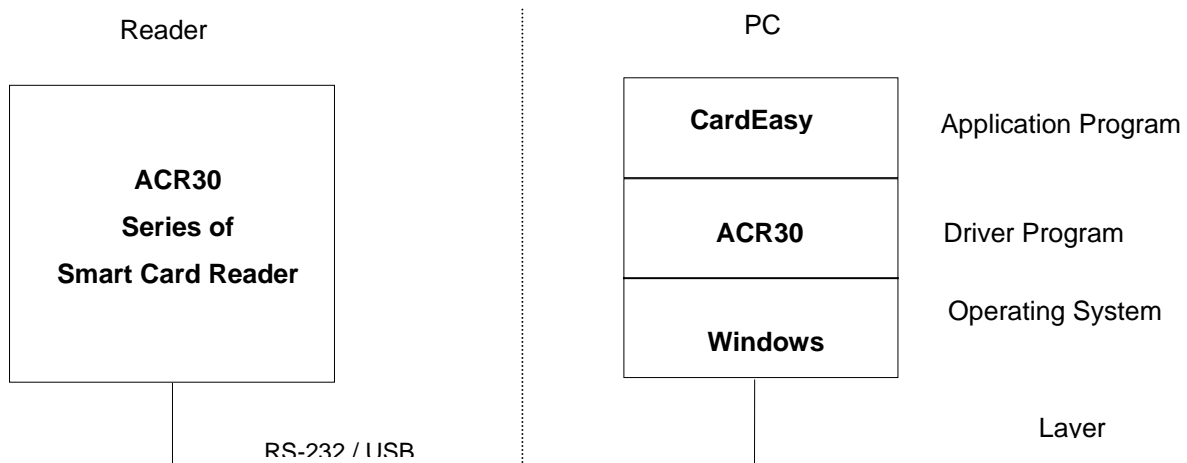 Reader
PC
ACR30
Series of
Smart Card Reader
CardEasy
Application Program
ACR30
Driver Program
Operating System
Windows
RS-232 / USB
Layer